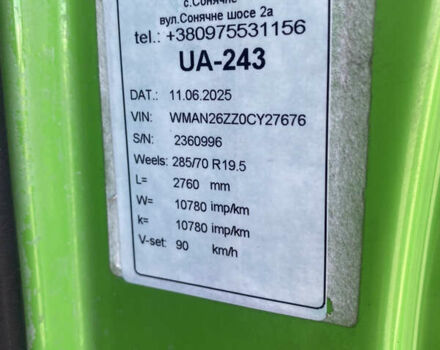 с.Сонячне
вул.Сонячне шосе 2а
tel.: +380975531156
UA-243
DAT.: 11.06.2025
VIN: WMAN26ZZ0CY27676
S/N: 2360996
Weels: 285/70 R19.5
L= 2760 mm
W= 10780 imp/km
k= 10780 imp/km
V-set: 90 km/h